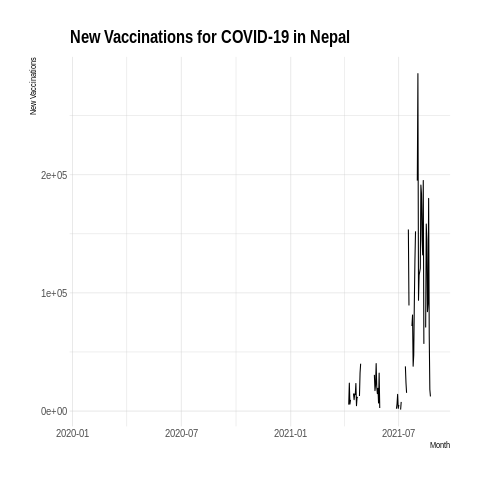 New Vaccinations for COVID-19 in Nepal
New Vaccinations
2e+05
1e+05
0e+00
2020-01 2020-07 2021-01 2021-07
Month